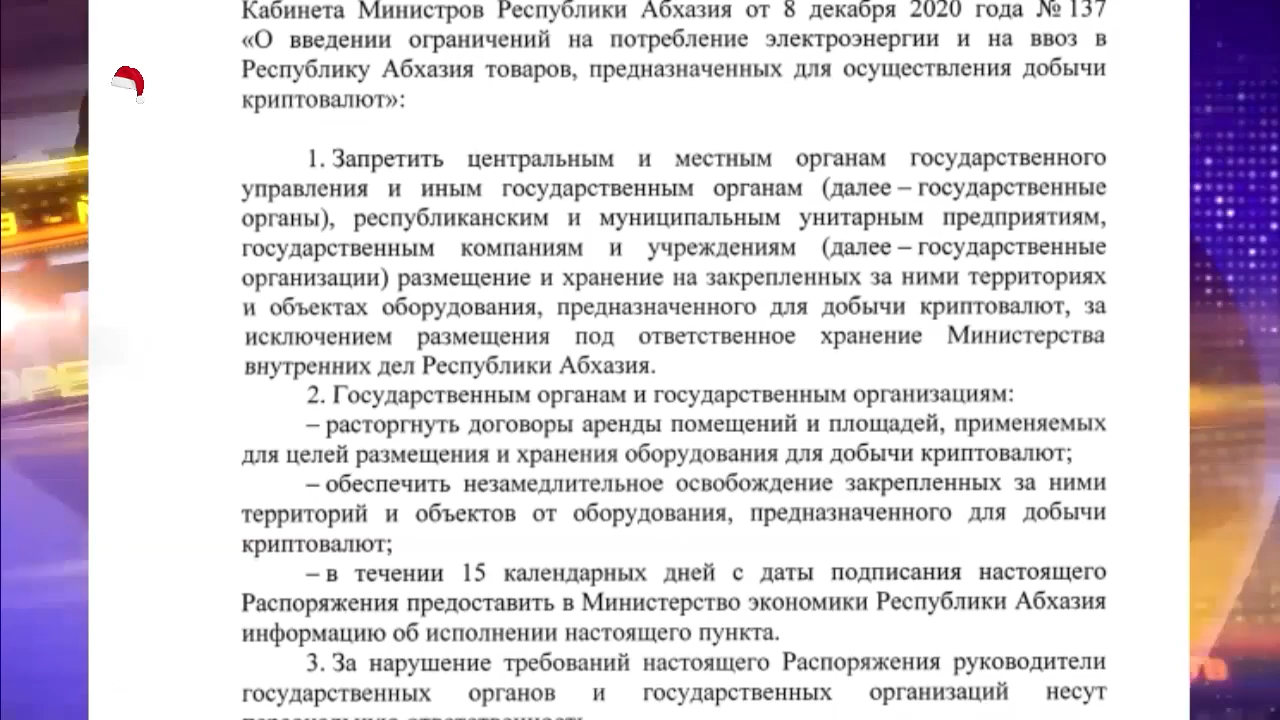 Кабинета Министров Республики Абхазия от 8 декабря 2020 года № 137
«О введении ограничений на потребление электроэнергии и на ввоз в
Республику Абхазия товаров, предназначенных для осуществления добычи
криптовалют»:
1. Запретить центральным и местным органам государственного
управления и иным государственным органам (далее – государственные
органы), республиканским и муниципальным унитарным предприятиям,
государственным компаниям и учреждениям (далее – государственные
организации) размещение и хранение на закрепленных за ними территориях
и объектах оборудования, предназначенного для добычи криптовалют, за
исключением размещения под ответственное хранение Министерства
внутренних дел Республики Абхазия.
2. Государственным органам и государственным организациям:
– расторгнуть договоры аренды помещений и площадей, применяемых
для целей размещения и хранения оборудования для добычи криптовалют;
– обеспечить незамедлительное освобождение закрепленных за ними
территорий и объектов от оборудования, предназначенного для добычи
криптовалют;
– в течении 15 календарных дней с даты подписания настоящего
Распоряжения предоставить в Министерство экономики Республики Абхазия
информацию об исполнении настоящего пункта.
3. За нарушение требований настоящего Распоряжения руководители
государственных органов и государственных организаций несут